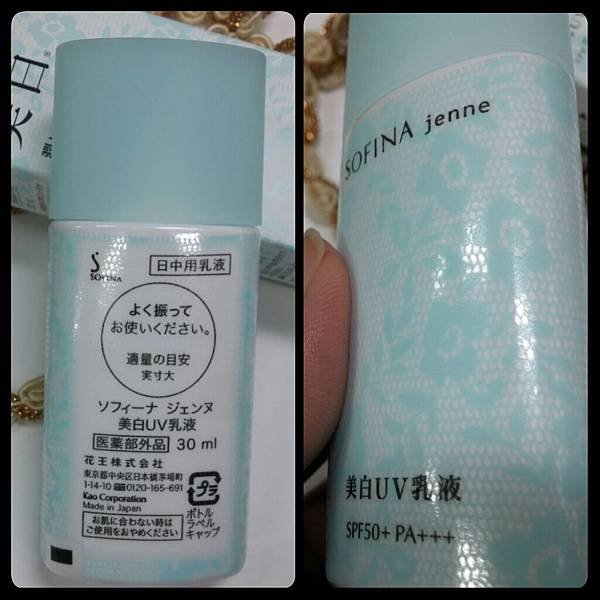 美白
SOFINA
日中用乳液
よく振って
お使いください。
適量の目安
実寸大
ソフィーナ ジェンヌ
美白UV乳液
医薬部外品 30 ml
花王株式会社
東京都中央区日本橋茅場町
1-14-10 0120-165-691
Kao Corporation
Made in Japan
お肌に合わない時は
ご使用をおやめください
プラ
ボトル
ラベル
キャップ
SOFINA jenne
美白UV乳液
SPF50+ PA+++